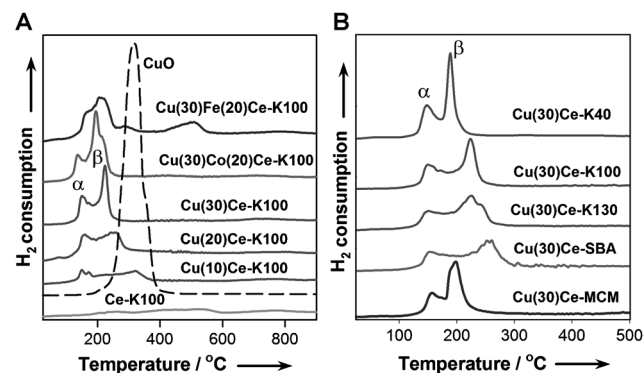 A
H2 consumption
CuO
Cu(30)Fe(20)Ce-K100
Cu(30)Co(20)Ce-K100
β
α
Cu(30)Ce-K100
Cu(20)Ce-K100
Cu(10)Ce-K100
Ce-K100
200 400 600 800
Temperature / °C
B
H2 consumption
β
α
Cu(30)Ce-K40
Cu(30)Ce-K100
Cu(30)Ce-K130
Cu(30)Ce-SBA
Cu(30)Ce-MCM
100 200 300 400 500
Temperature / °C